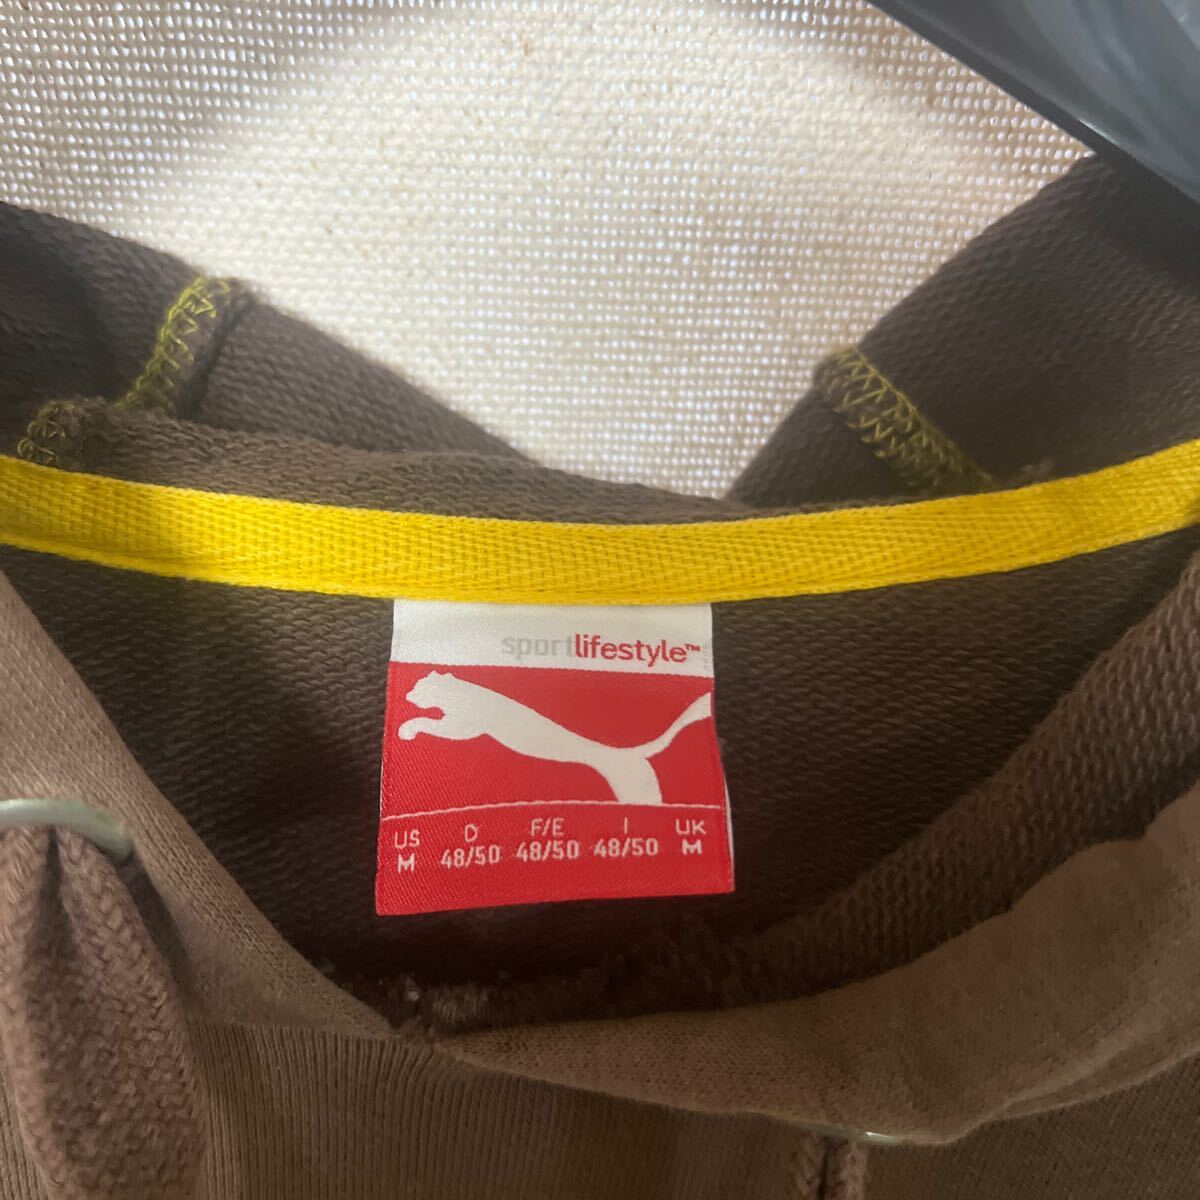 sportlifestyle™
US D F/E I UK
M 48/50 48/50 48/50 M